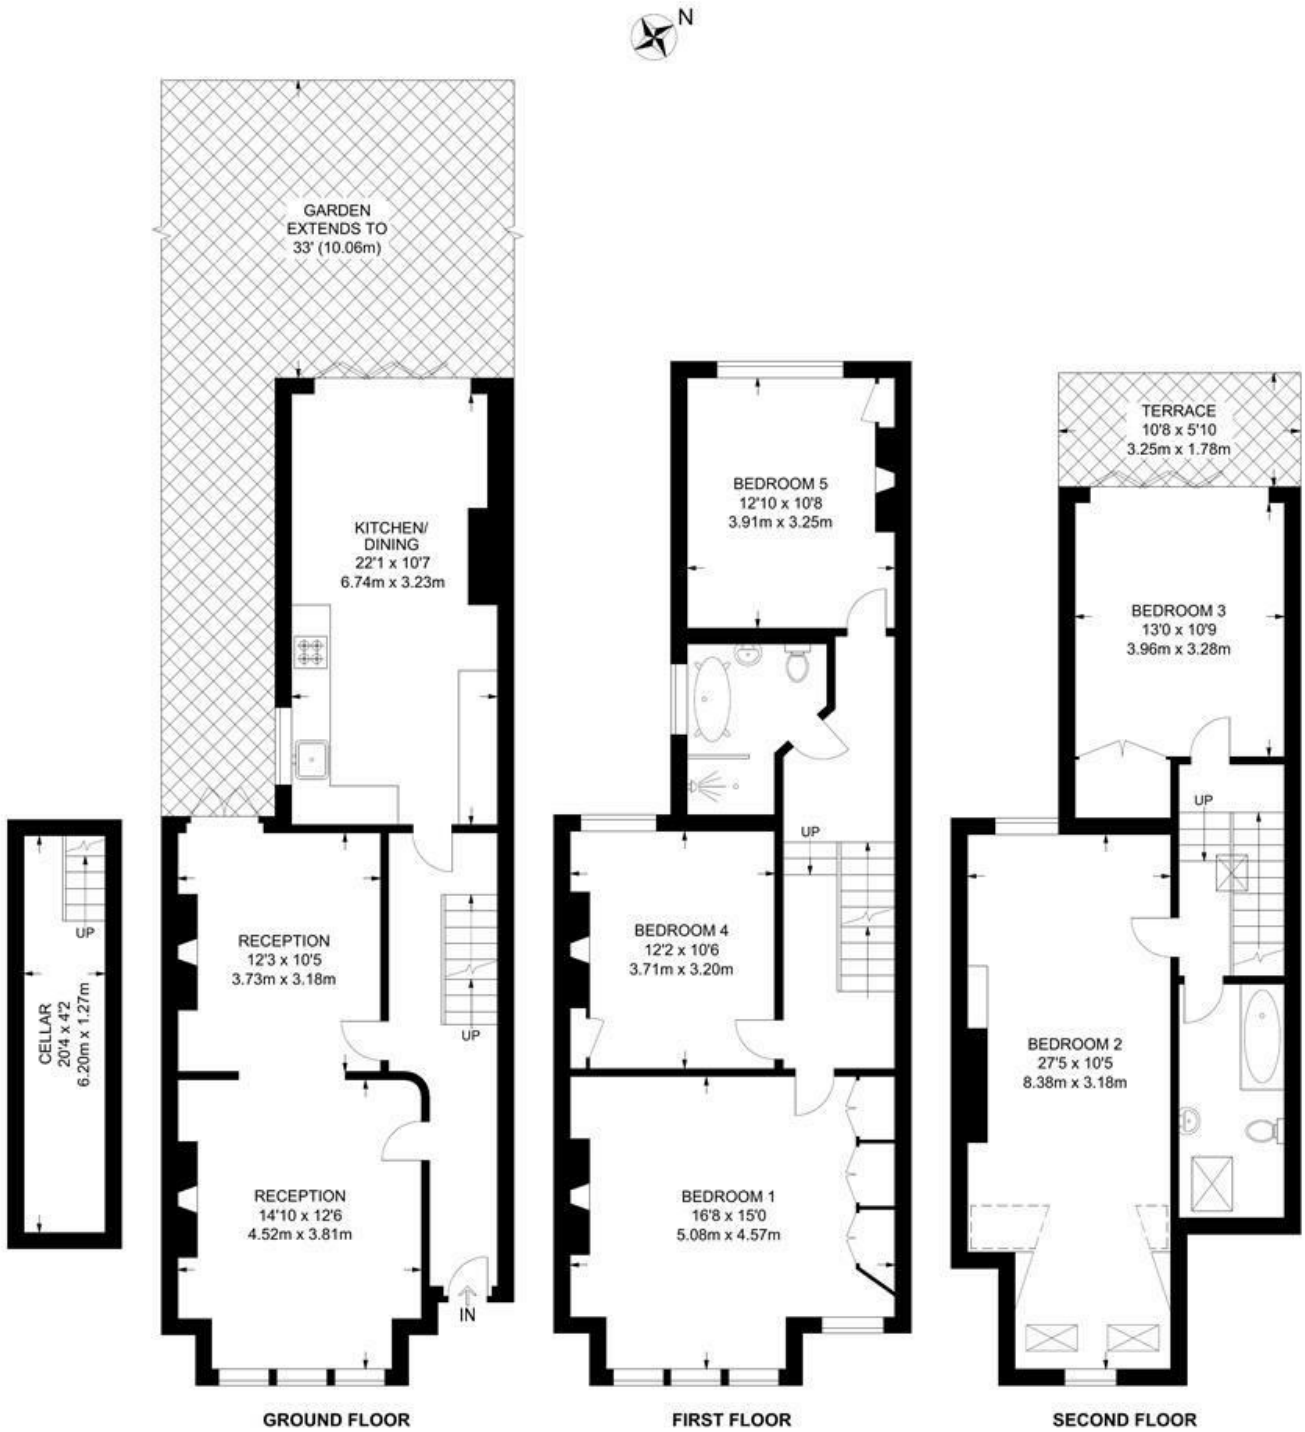 N
GARDEN
EXTENDS TO
33' (10.06m)
KITCHEN/
DINING
22'1 x 10'7
6.74m x 3.23m
RECEPTION
12'3 x 10'5
3.73m x 3.18m
UP
RECEPTION
14'10 x 12'6
4.52m x 3.81m
IN
UP
CELLAR
20'4 x 4'2
6.20m x 1.27m
GROUND FLOOR
BEDROOM 5
12'10 x 10'8
3.91m x 3.25m
UP
BEDROOM 4
12'2 x 10'6
3.71m x 3.20m
BEDROOM 1
16'8 x 15'0
5.08m x 4.57m
FIRST FLOOR
TERRACE
10'8 x 5'10
3.25m x 1.78m
BEDROOM 3
13'0 x 10'9
3.96m x 3.28m
UP
BEDROOM 2
27'5 x 10'5
8.38m x 3.18m
SECOND FLOOR